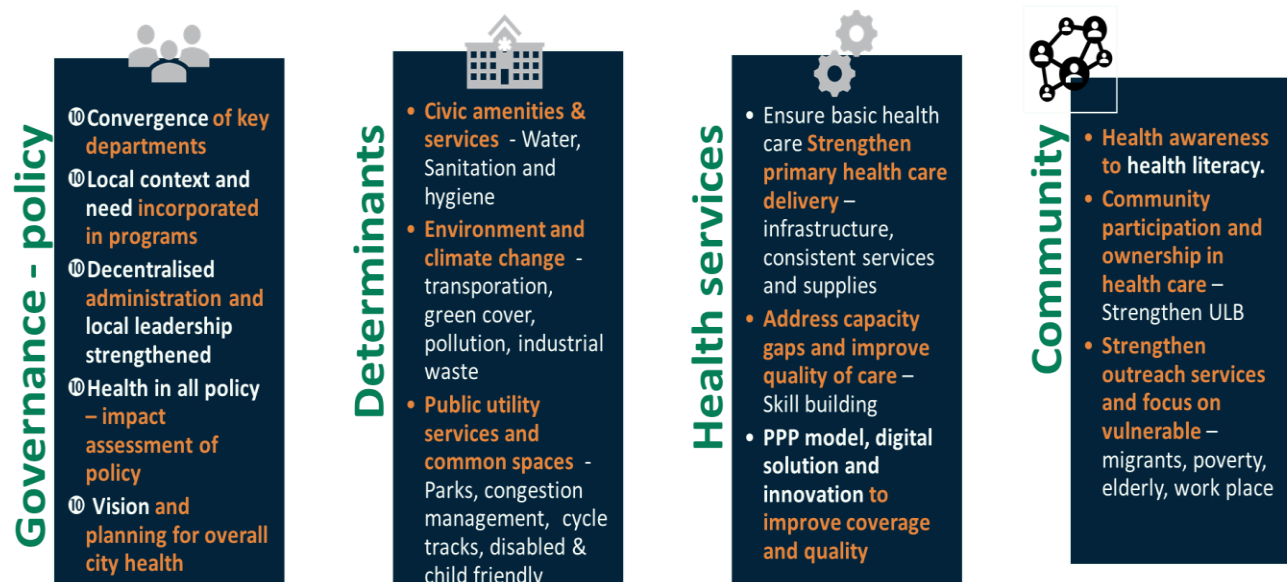 Governance - policy
❿Convergence of key
departments
❿Local context and
need incorporated
in programs
❿Decentralised
administration and
local leadership
strengthened
❿Health in all policy
– impact
assessment of
policy
❿ Vision and
planning for overall
city health
Determinants
• Civic amenities &
services - Water,
Sanitation and
hygiene
• Environment and
climate change -
transporation,
green cover,
pollution, industrial
waste
• Public utility
services and
common spaces -
Parks, congestion
management, cycle
tracks, disabled &
child friendly
Health services
• Ensure basic health
care Strengthen
primary health care
delivery –
infrastructure,
consistent services
and supplies
• Address capacity
gaps and improve
quality of care –
Skill building
• PPP model, digital
solution and
innovation to
improve coverage
and quality
Community
• Health awareness
to health literacy.
• Community
participation and
ownership in
health care –
Strengthen ULB
• Strengthen
outreach services
and focus on
vulnerable –
migrants, poverty,
elderly, work place